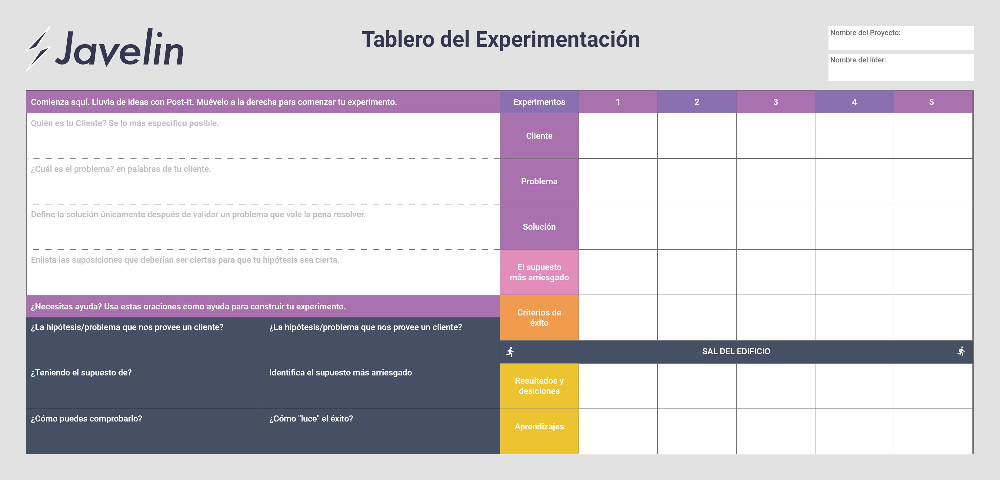 Javelin
Tablero del Experimentación
Nombre del Proyecto:
Nombre del líder:
Comienza aquí. Lluvia de ideas con Post-it. Muévelo a la derecha para comenzar tu experimento.
Experimentos
1
2
3
4
5
Quién es tu Cliente? Se lo más específico posible.
Cliente
¿Cuál es el problema? en palabras de tu cliente.
Problema
Define la solución únicamente después de validar un problema que vale la pena resolver.
Solución
Enlista las suposiciones que deberían ser ciertas para que tu hipótesis sea cierta.
El supuesto
más arriesgado
¿Necesitas ayuda? Usa estas oraciones como ayuda para construir tu experimento.
Criterios de
éxito
¿La hipótesis/problema que nos provee un cliente?
¿La hipótesis/problema que nos provee un cliente?
SAL DEL EDIFICIO
¿Teniendo el supuesto de?
Identifica el supuesto más arriesgado
Resultados y
desiciones
¿Cómo puedes comprobarlo?
¿Cómo "luce" el éxito?
Aprendizajes